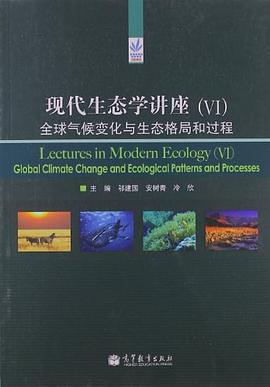 现代生态学讲座 (VI)
全球气候变化与生态格局和过程
Lectures in Modern Ecology (VI)
Global Climate Change and Ecological Patterns and Processes
主 编 邬建国 安树青 冷 欣
高等教育出版社
HIGHER EDUCATION PRESS